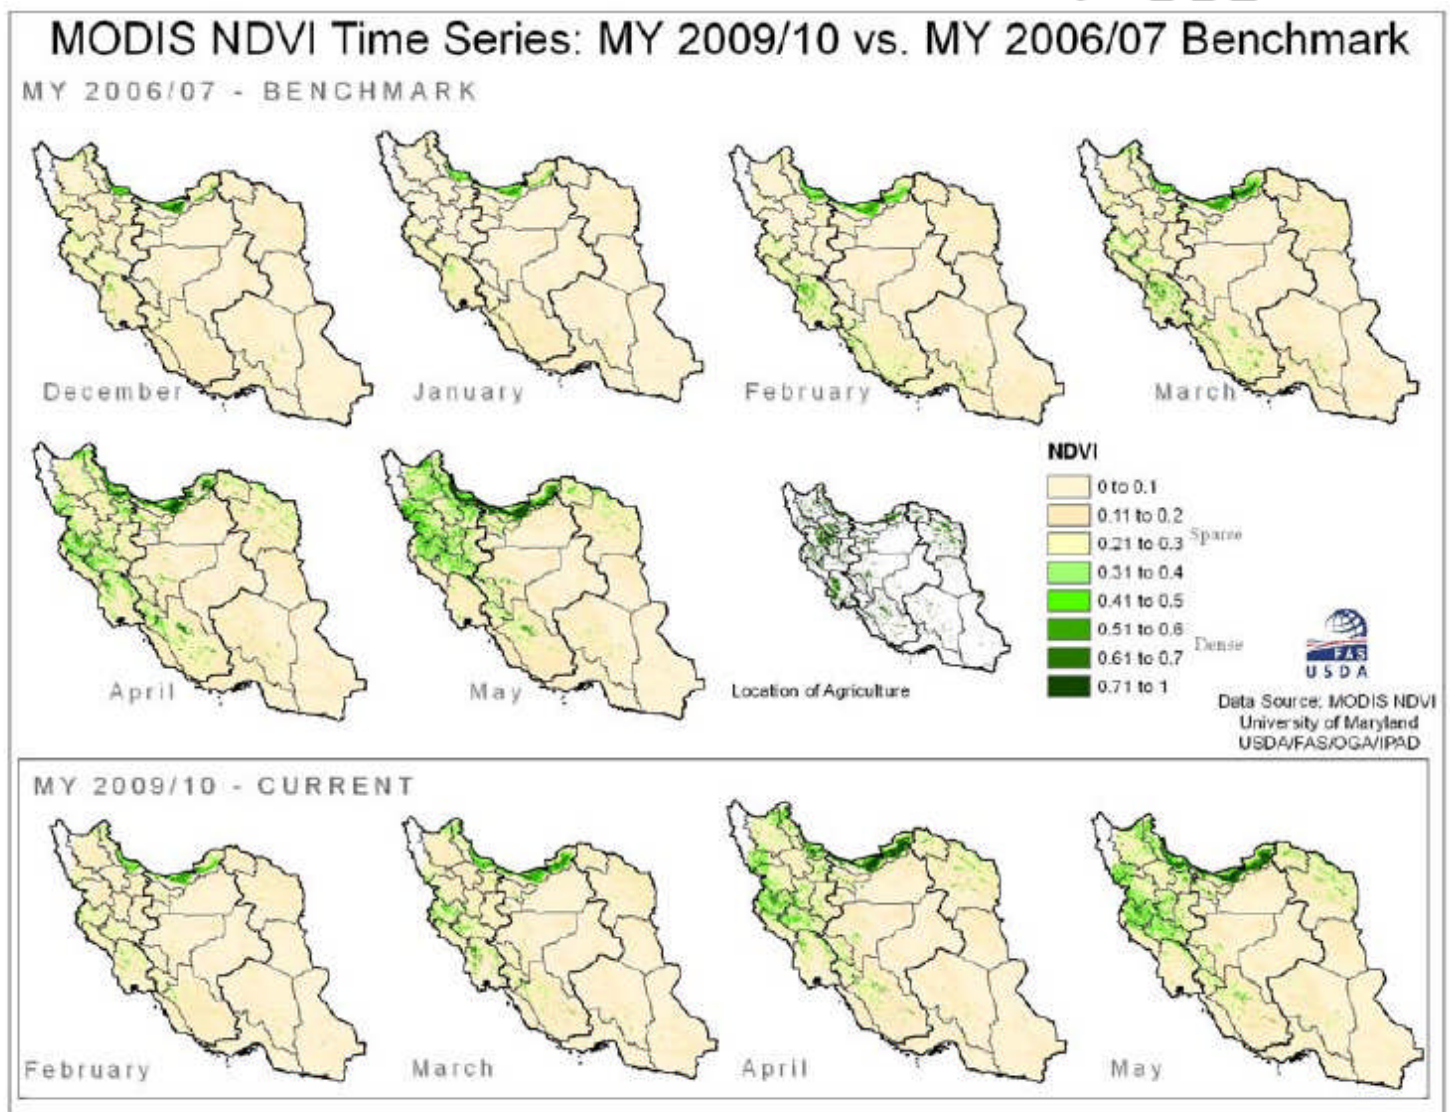 MODIS NDVI Time Series: MY 2009/10 vs. MY 2006/07 Benchmark
MY 2006/07 - BENCHMARK
December
January
February
March
April
May
Location of Agriculture
NDVI
0 to 0.1
0.11 to 0.2
0.21 to 0.3
Sparse
0.31 to 0.4
0.41 to 0.5
0.51 to 0.6
Dense
0.61 to 0.7
0.71 to 1
FAS
USDA
Data Source: MODIS NDVI
University of Maryland
USDA/FAS/OGA/IPAD
MY 2009/10 - CURRENT
February
March
April
May